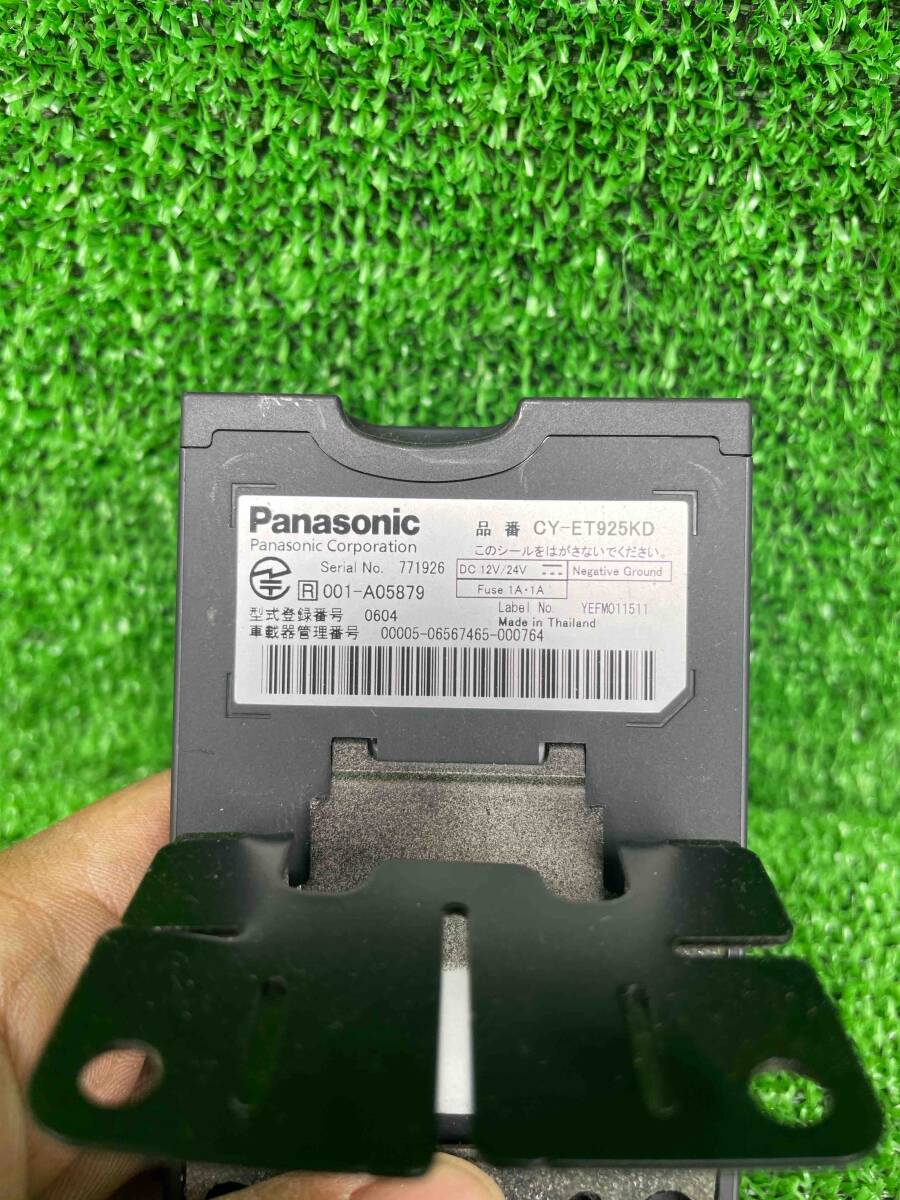 Panasonic
Panasonic Corporation
品番 CY-ET925KD
このシールをはがさないでください。
Serial No. 771926
DC 12V/24V ⎓ Negative Ground
Fuse 1A・1A
R 001-A05879
Label No. YEFM011511
Made in Thailand
型式登録番号 0604
車載器管理番号 00005-06567465-000764